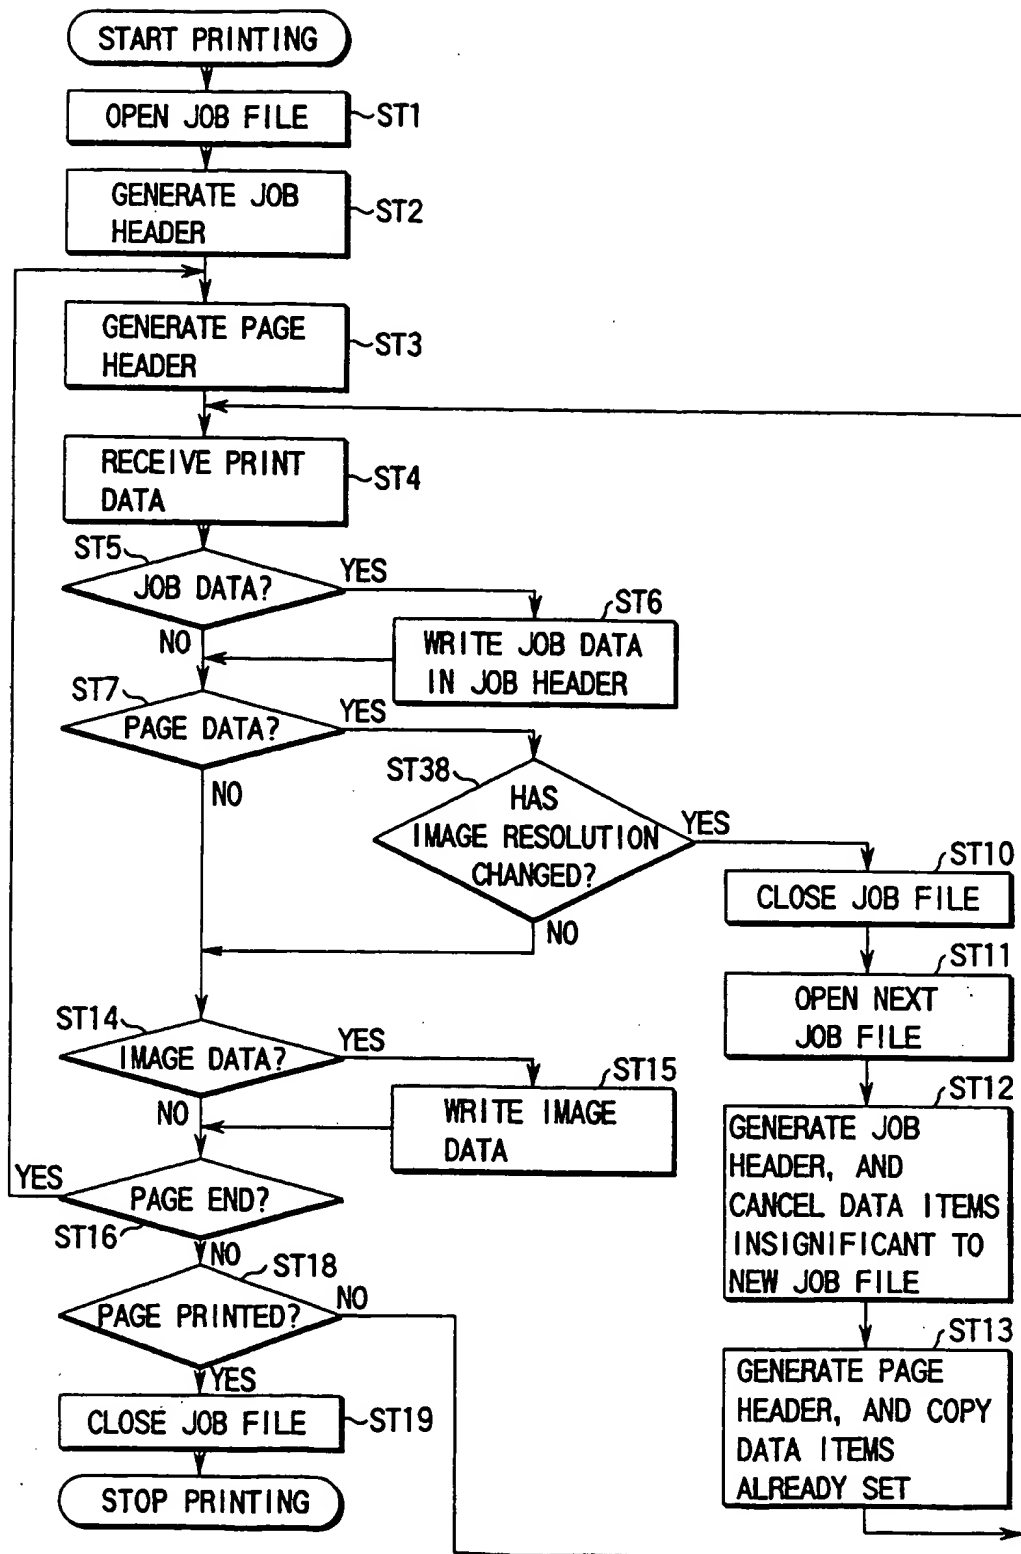 START PRINTING
OPEN JOB FILE
ST1
GENERATE JOB
HEADER
ST2
GENERATE PAGE
HEADER
ST3
RECEIVE PRINT
DATA
ST4
ST5
JOB DATA?
YES
NO
ST6
WRITE JOB DATA
IN JOB HEADER
ST7
PAGE DATA?
YES
NO
ST38
HAS
IMAGE RESOLUTION
CHANGED?
YES
NO
ST10
CLOSE JOB FILE
ST11
OPEN NEXT
JOB FILE
ST12
GENERATE JOB
HEADER, AND
CANCEL DATA ITEMS
INSIGNIFICANT TO
NEW JOB FILE
ST13
GENERATE PAGE
HEADER, AND COPY
DATA ITEMS
ALREADY SET
ST14
IMAGE DATA?
YES
NO
ST15
WRITE IMAGE
DATA
YES
PAGE END?
ST16
NO
ST18
PAGE PRINTED?
NO
YES
CLOSE JOB FILE
ST19
STOP PRINTING